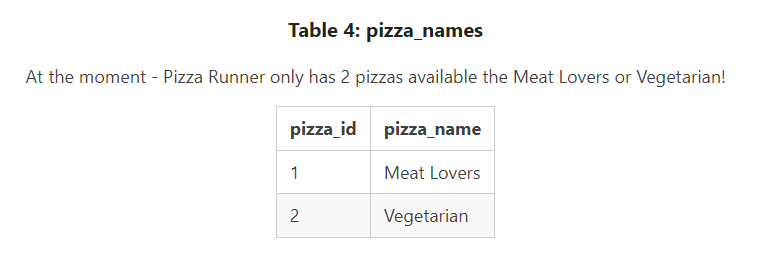 Table 4: pizza_names
At the moment - Pizza Runner only has 2 pizzas available the Meat Lovers or Vegetarian!
pizza_id pizza_name
1 Meat Lovers
2 Vegetarian